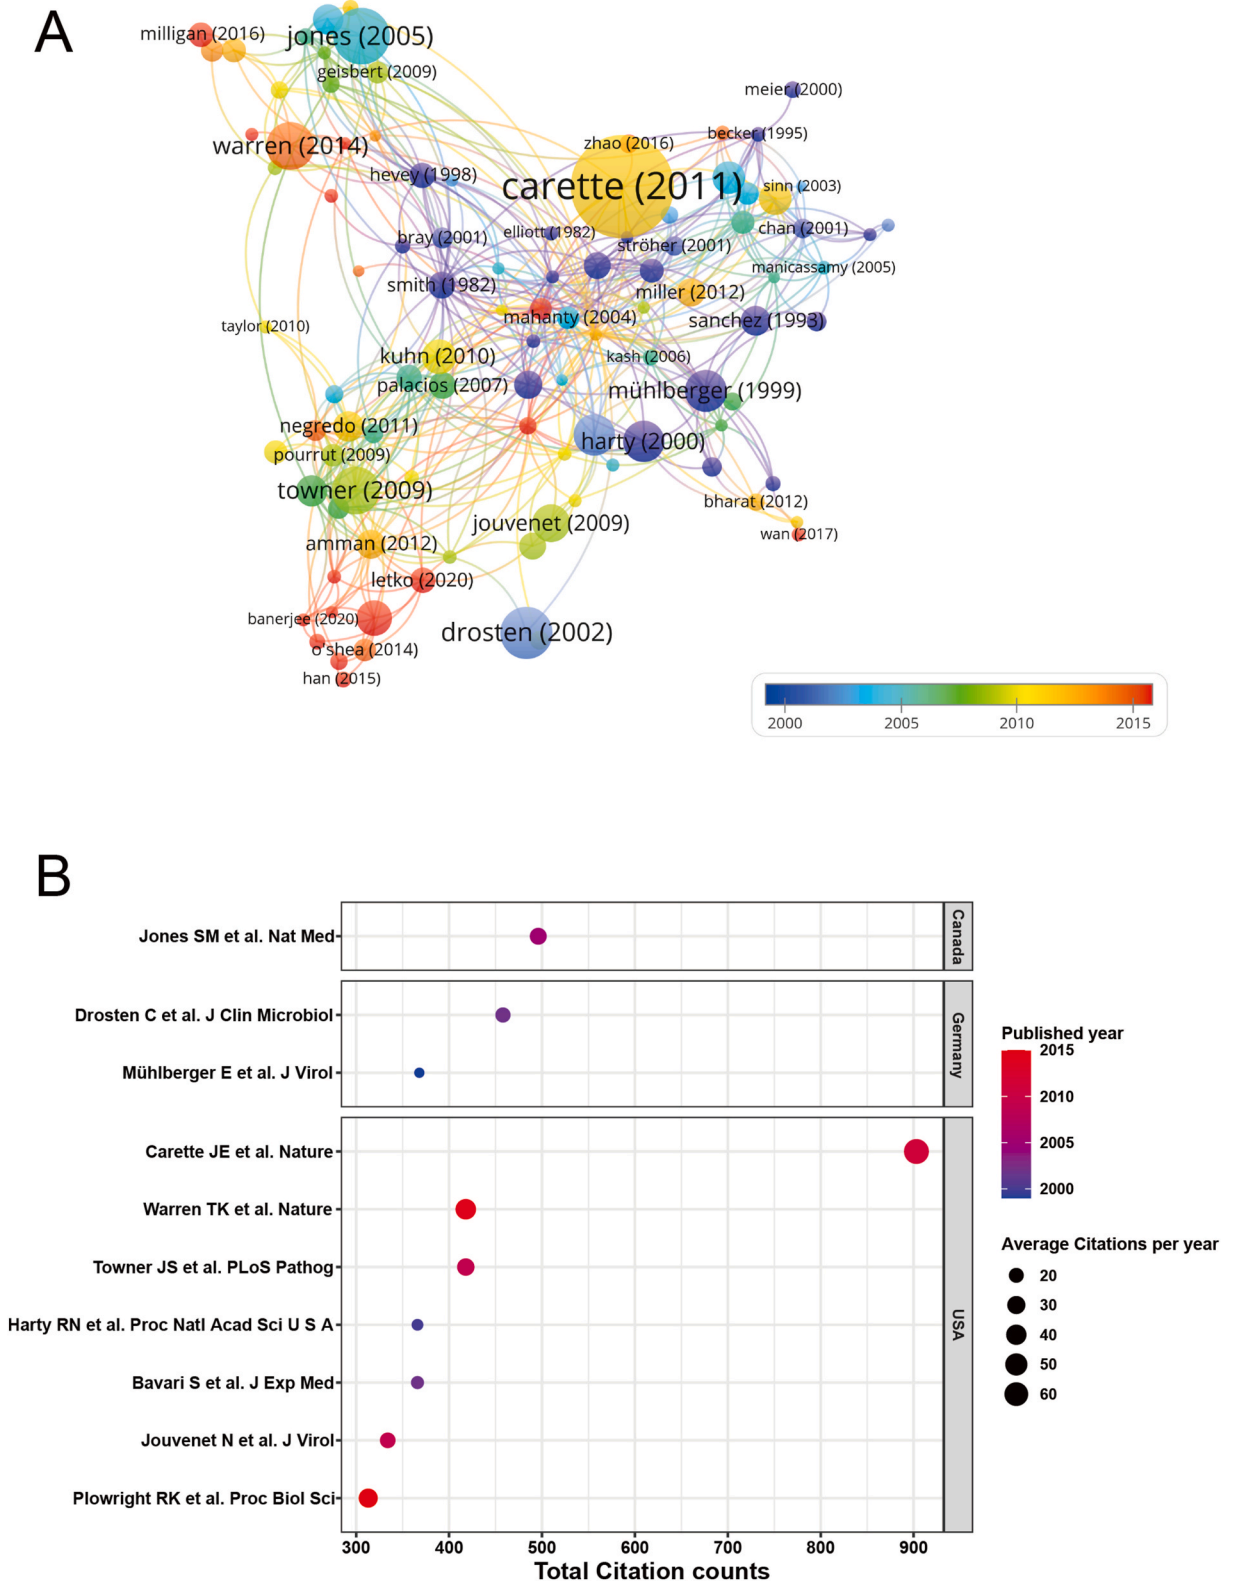 A
milligan (2016)
jones (2005)
geisbert (2009)
meier (2000)
warren (2014)
zhao (2016)
becker (1995)
hevey (1998)
carette (2011)
sinn (2003)
bray (2001)
elliott (1982)
ströher (2001)
chan (2001)
manicassamy (2005)
smith (1982)
miller (2012)
taylor (2010)
mahanty (2004)
sanchez (1993)
kuhn (2010)
kash (2006)
palacios (2007)
mühlberger (1999)
negredo (2011)
harty (2000)
pourrut (2009)
towner (2009)
bharat (2012)
jouvenet (2009)
wan (2017)
amman (2012)
letko (2020)
banerjee (2020)
drosten (2002)
o'shea (2014)
han (2015)
2000 2005 2010 2015
B
Jones SM et al. Nat Med
Canada
Drosten C et al. J Clin Microbiol
Mühlberger E et al. J Virol
Germany
Carette JE et al. Nature
Warren TK et al. Nature
Towner JS et al. PLoS Pathog
Harty RN et al. Proc Natl Acad Sci U S A
Bavari S et al. J Exp Med
Jouvenet N et al. J Virol
Plowright RK et al. Proc Biol Sci
USA
300 400 500 600 700 800 900
Total Citation counts
Published year
2015
2010
2005
2000
Average Citations per year
20
30
40
50
60